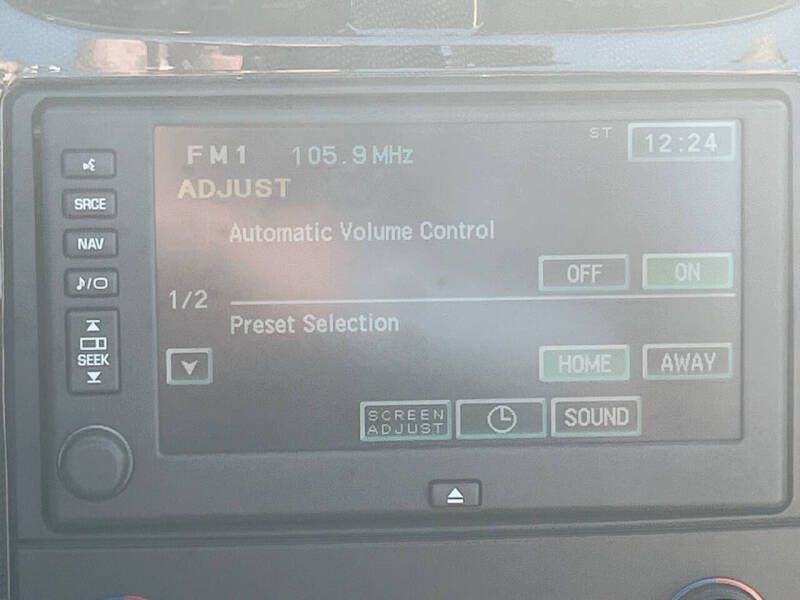 FM1 105.9MHz ST 12:24
ADJUST
SRCE
Automatic Volume Control
NAV
OFF ON
1/2
Preset Selection
SEEK
HOME AWAY
SCREEN
ADJUST
SOUND